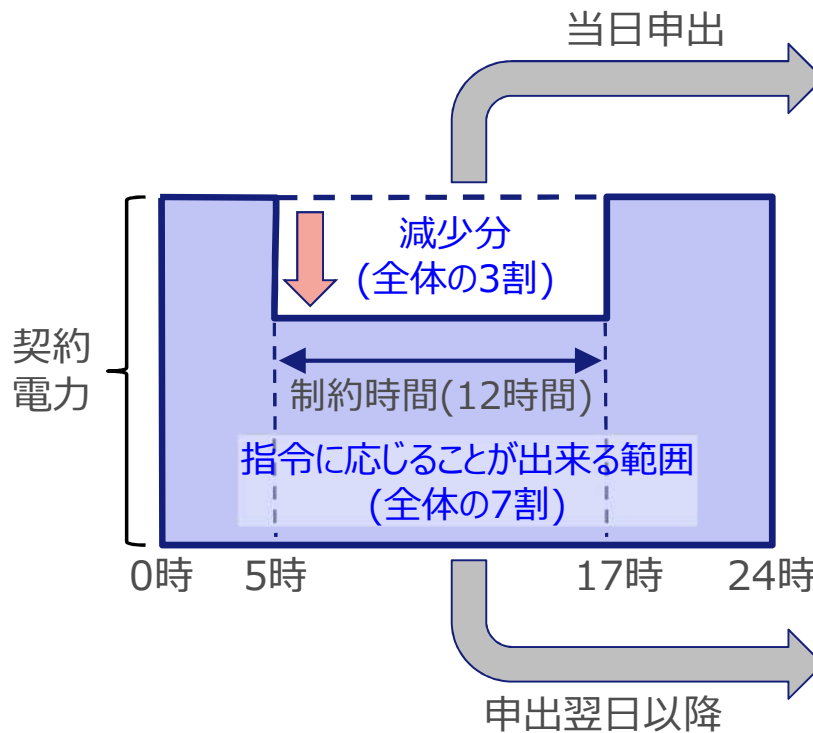 当日申出
減少分
(全体の3割)
契約
電力
制約時間(12時間)
指令に応じることが出来る範囲
(全体の7割)
0時
5時
17時
24時
申出翌日以降